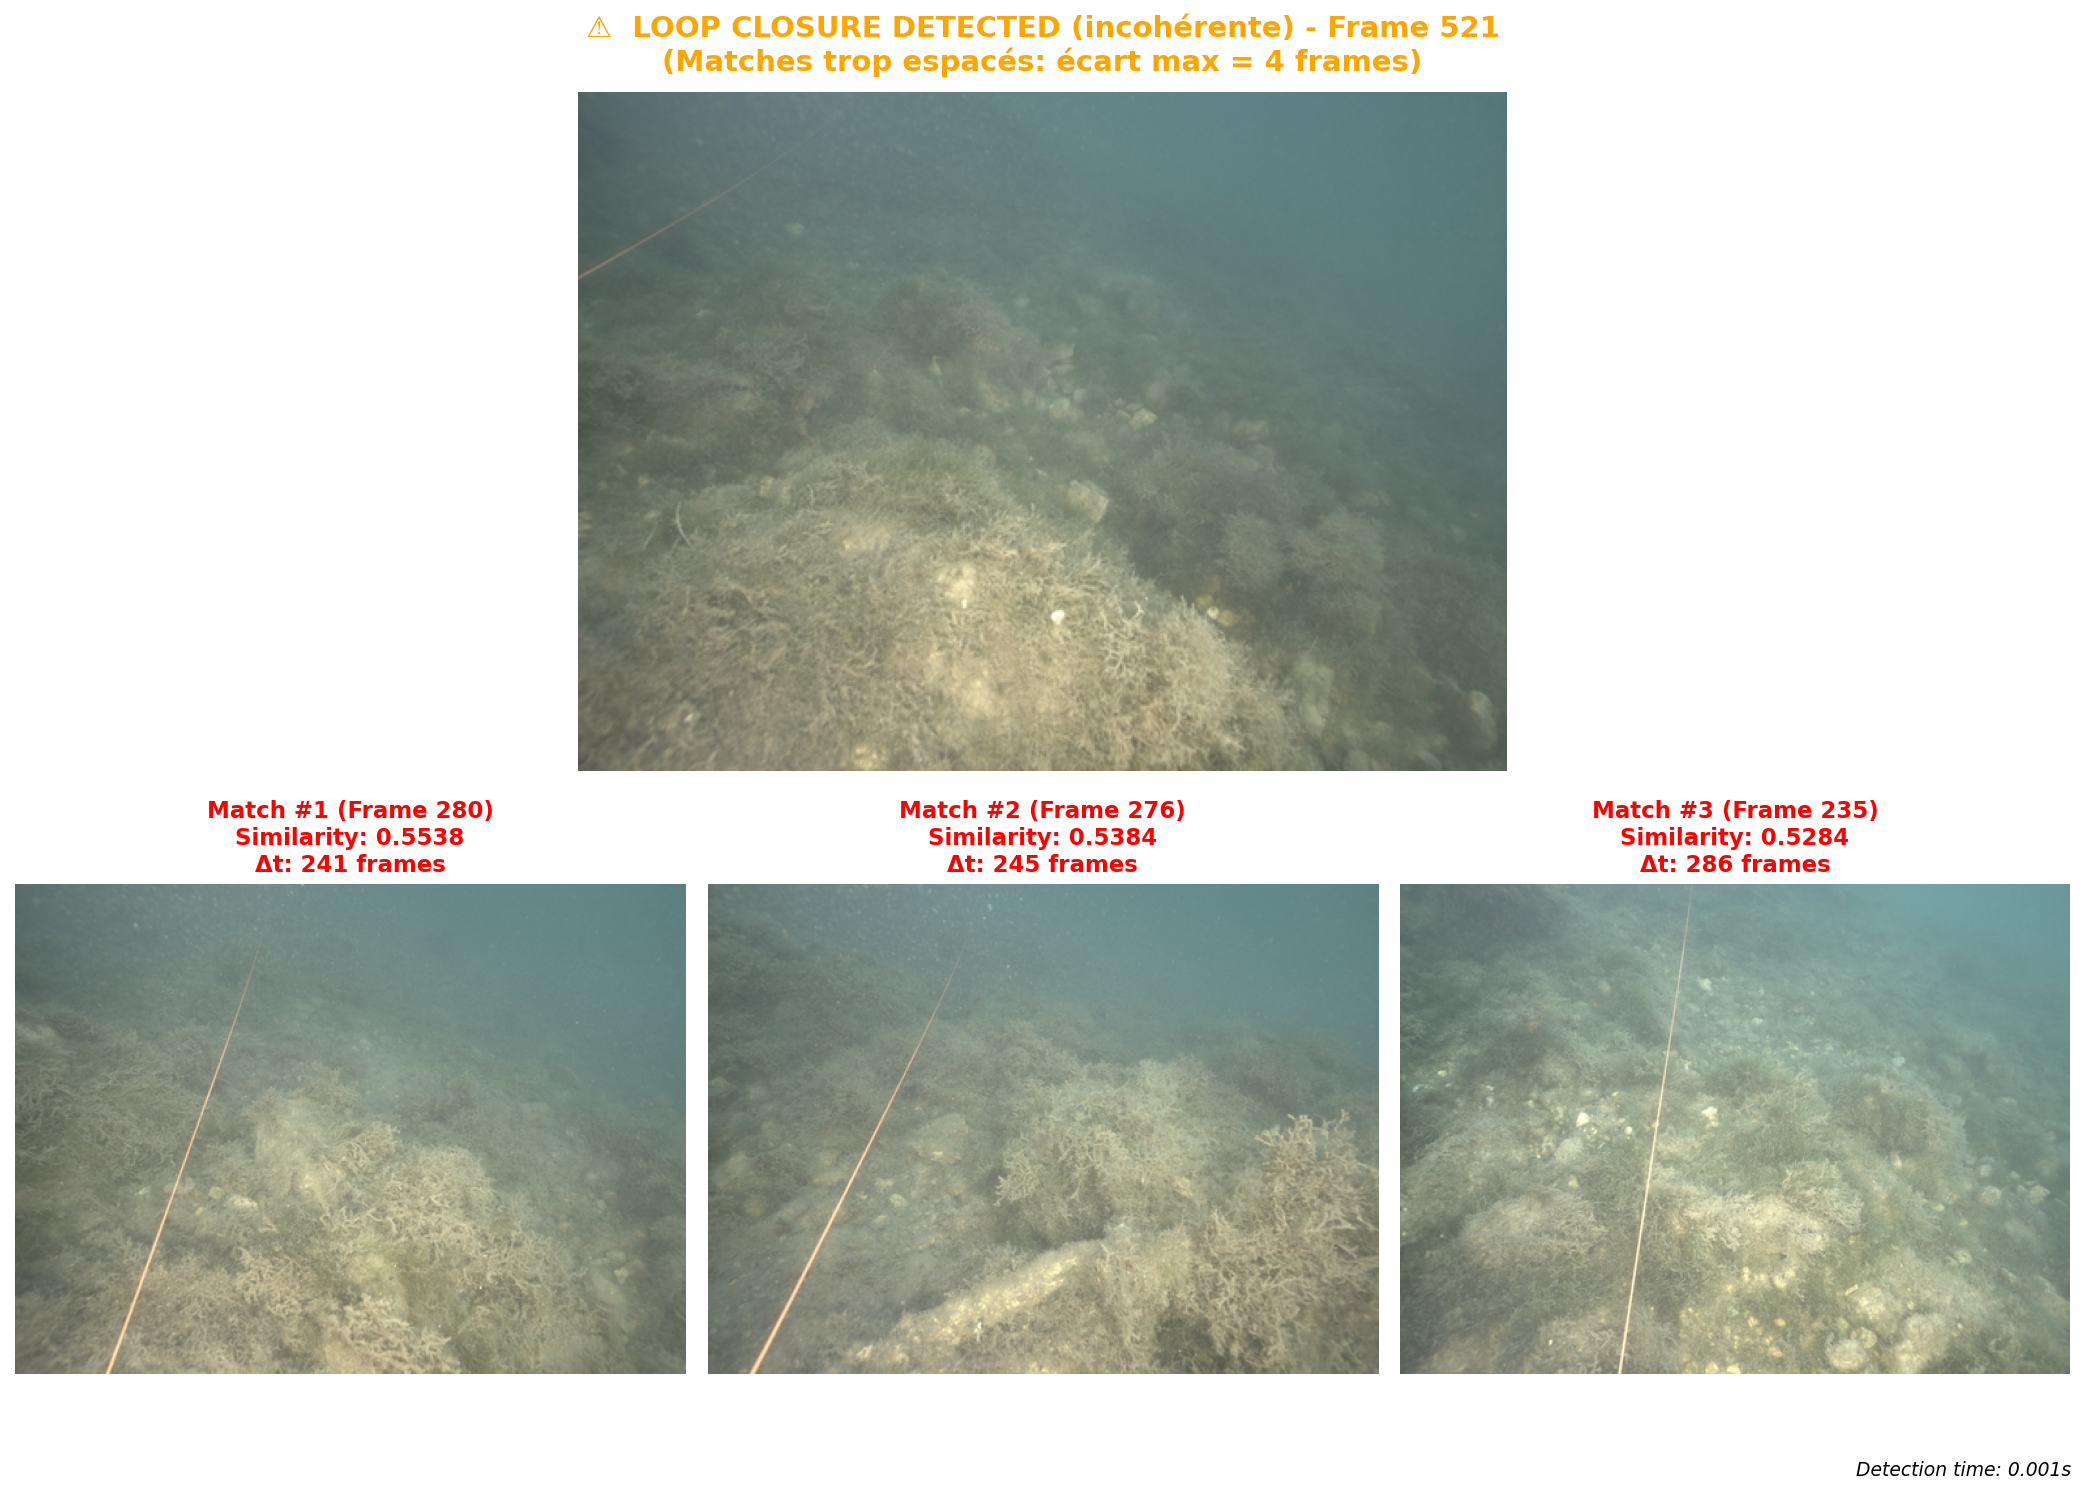 ⚠ LOOP CLOSURE DETECTED (incohérente) - Frame 521
(Matches trop espacés: écart max = 4 frames)
Match #1 (Frame 280)
Similarity: 0.5538
Δt: 241 frames
Match #2 (Frame 276)
Similarity: 0.5384
Δt: 245 frames
Match #3 (Frame 235)
Similarity: 0.5284
Δt: 286 frames
Detection time: 0.001s